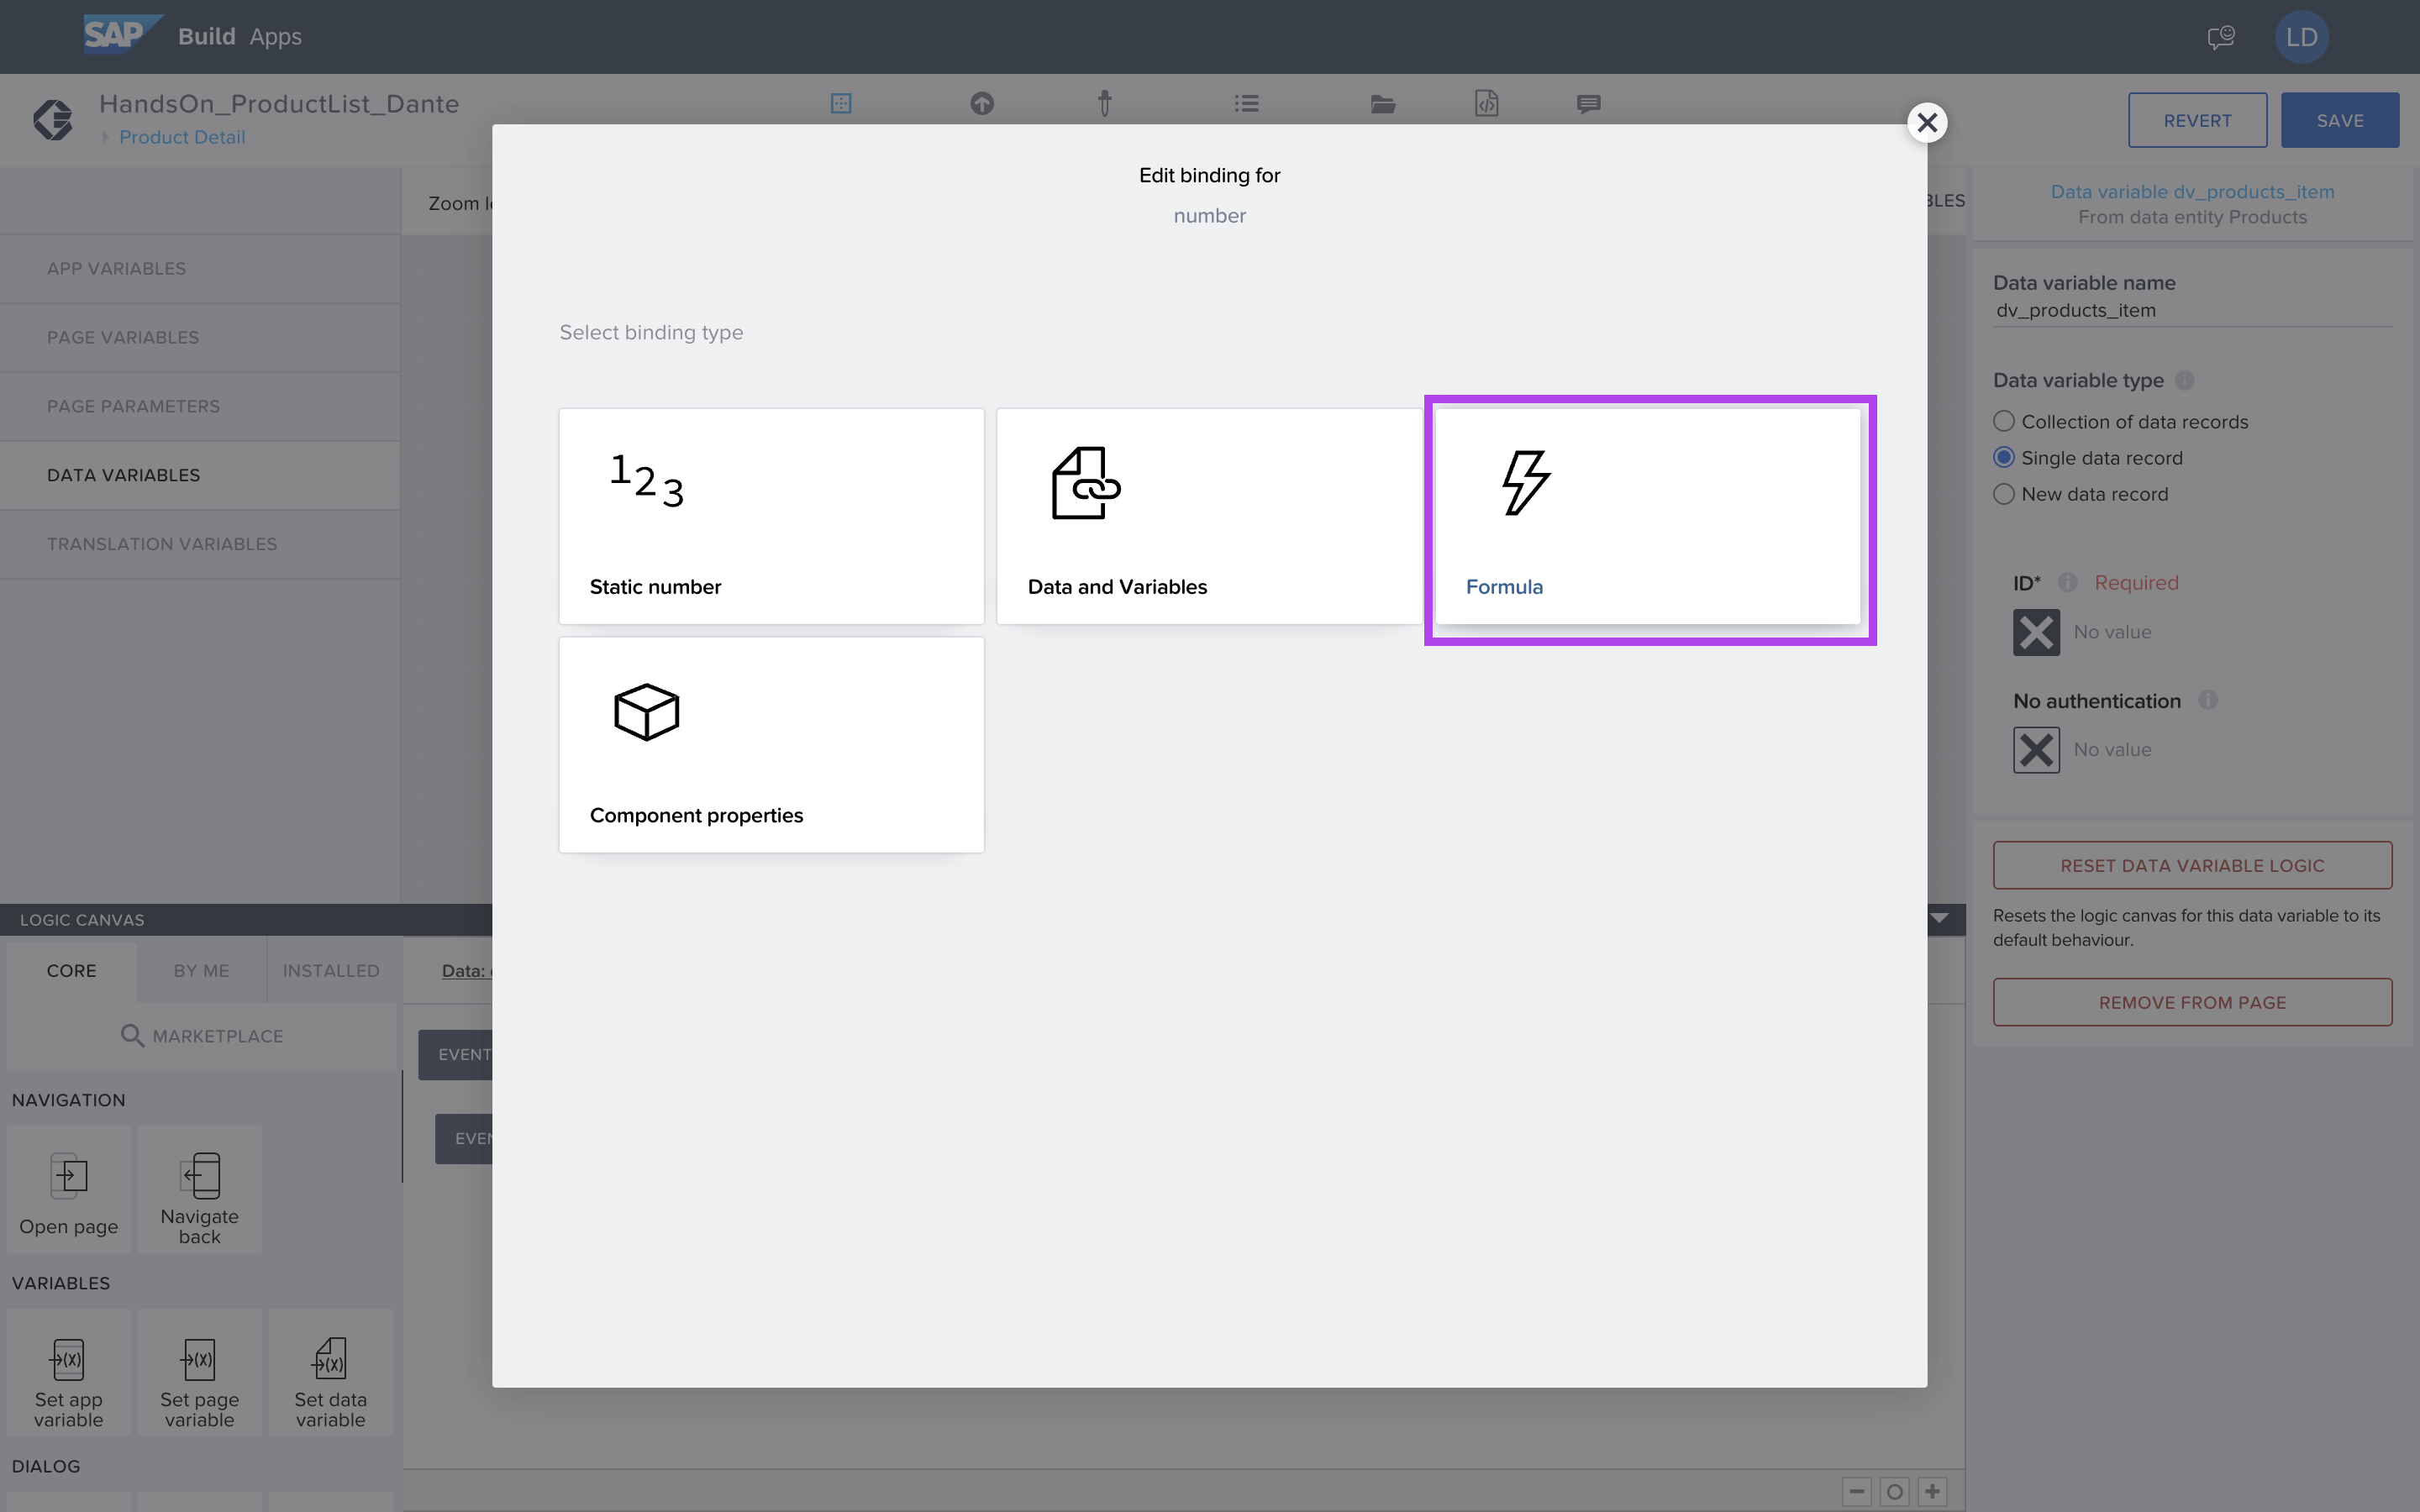 SAP Build Apps
LD
HandsOn_ProductList_Dante
Product Detail
REVERT
SAVE
APP VARIABLES
PAGE VARIABLES
PAGE PARAMETERS
DATA VARIABLES
TRANSLATION VARIABLES
Zoom
Edit binding for
number
Select binding type
1 2 3
Static number
Data and Variables
Formula
Component properties
BLES
Data variable dv_products_item
From data entity Products
Data variable name
dv_products_item
Data variable type
Collection of data records
Single data record
New data record
ID* Required
No value
No authentication
No value
RESET DATA VARIABLE LOGIC
Resets the logic canvas for this data variable to its
default behaviour.
REMOVE FROM PAGE
LOGIC CANVAS
CORE
BY ME
INSTALLED
MARKETPLACE
Data:
EVENT
EVEN
NAVIGATION
Open page
Navigate
back
VARIABLES
Set app
variable
Set page
variable
Set data
variable
DIALOG